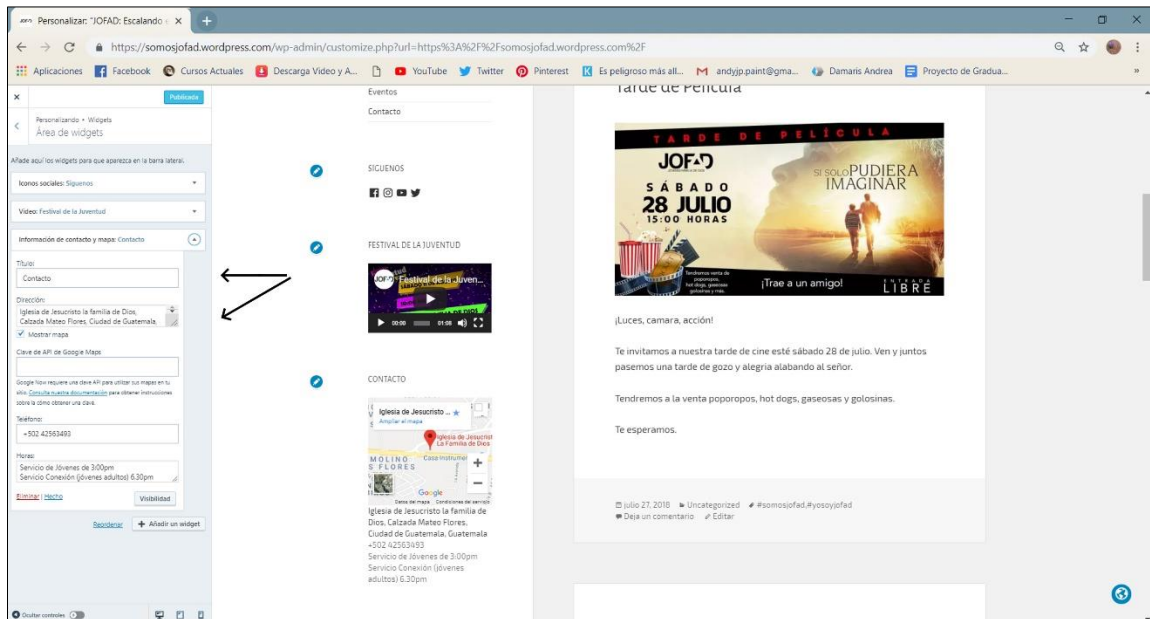 Personalizar: "JOFAD: Escalando e
https://somosjofad.wordpress.com/wp-admin/customize.php?url=https%3A%2F%2Fsomosjofad.wordpress.com%2F
Aplicaciones Facebook Cursos Actuales Descarga Video y A... YouTube Twitter Pinterest Es peligroso más all... andyjp.paint@gma... Damaris Andrea Proyecto de Gradua...
Publicada
Personalizando • Widgets
Área de widgets
Añade aquí los widgets para que aparezca en la barra lateral.
Iconos sociales: Siguenos
Video: Festival de la Juventud
Información de contacto y mapa: Contacto
Título:
Contacto
Dirección:
Iglesia de Jesucristo la familia de Dios,
Calzada Mateo Flores, Ciudad de Guatemala,
Mostrar mapa
Clave de API de Google Maps
Google Now requiere una clave API para utilizar sus mapas en tu
sitio. Consulta nuestra documentación para obtener instrucciones
sobre la cómo obtener una clave.
Teléfono:
+502 42563493
Horas:
Servicio de Jóvenes de 3:00pm
Servicio Conexión (jóvenes adultos) 6.30pm
Eliminar | Hecho
Visibilidad
Reordenar
Añadir un widget
Ocultar controles
Eventos
Contacto
SIGUENOS
FESTIVAL DE LA JUVENTUD
JOFAD
Festival de la Juven...
00:00 01:08
CONTACTO
Iglesia de Jesucristo ...
Ampliar el mapa
Iglesia de Jesucrist
La Familia de Dios
MOLINO
S FLORES
Casa Instrumen
Google
Datos del mapa Condiciones del servicio
Iglesia de Jesucristo la familia de
Dios, Calzada Mateo Flores,
Ciudad de Guatemala, Guatemala
+502 42563493
Servicio de Jóvenes de 3:00pm
Servicio Conexión (jóvenes
adultos) 6.30pm
Tarde de Película
TARDE DE PELÍCULA
JOFAD
SÁBADO
28 JULIO
15:00 HORAS
SI SOLO PUDIERA
IMAGINAR
Tendremos venta de
poporopos,
hot dogs, gaseosas
golosinas y más.
¡Trae a un amigo!
ENTRADA
LIBRE
¡Luces, camara, acción!
Te invitamos a nuestra tarde de cine esté sábado 28 de julio. Ven y juntos
pasemos una tarde de gozo y alegria alabando al señor.
Tendremos a la venta poporopos, hot dogs, gaseosas y golosinas.
Te esperamos.
julio 27, 2018 Uncategorized #somosjofad,#yosoyjofad
Deja un comentario Editar